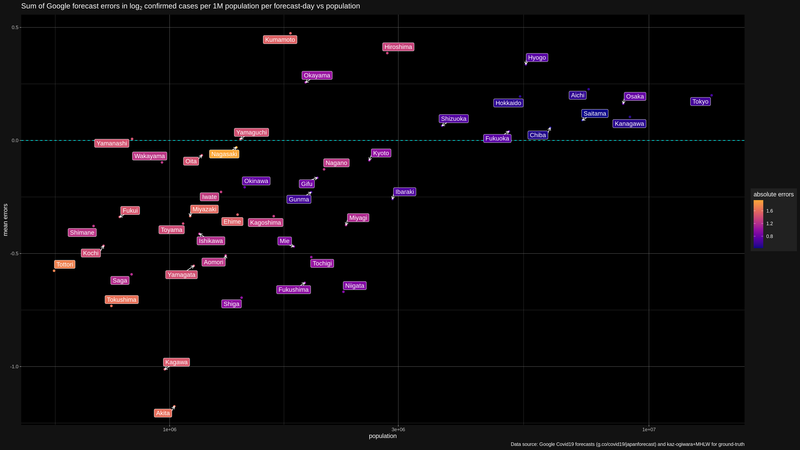 Sum of Google forecast errors in log2 confirmed cases per 1M population per forecast-day vs population
0.5
Kumamoto
Hiroshima
Hyogo
Okayama
Aichi
Osaka
Hokkaido
Tokyo
Saitama
Shizuoka
Kanagawa
Yamaguchi
Chiba
Fukuoka
0.0
Yamanashi
Nagasaki
Kyoto
Wakayama
Oita
Nagano
Okinawa
Gifu
Ibaraki
Iwate
Gunma
Fukui
Miyazaki
Miyagi
Ehime
Kagoshima
Toyama
Shimane
Ishikawa
Mie
-0.5
Kochi
Aomori
Tochigi
Tottori
Yamagata
Saga
Niigata
Fukushima
Tokushima
Shiga
Kagawa
-1.0
Akita
mean errors
absolute errors
1.6
1.2
0.8
1e+06
3e+06
1e+07
population
Data source: Google Covid19 forecasts (g.co/covid19/japanforecast) and kaz-ogiwara+MHLW for ground-truth